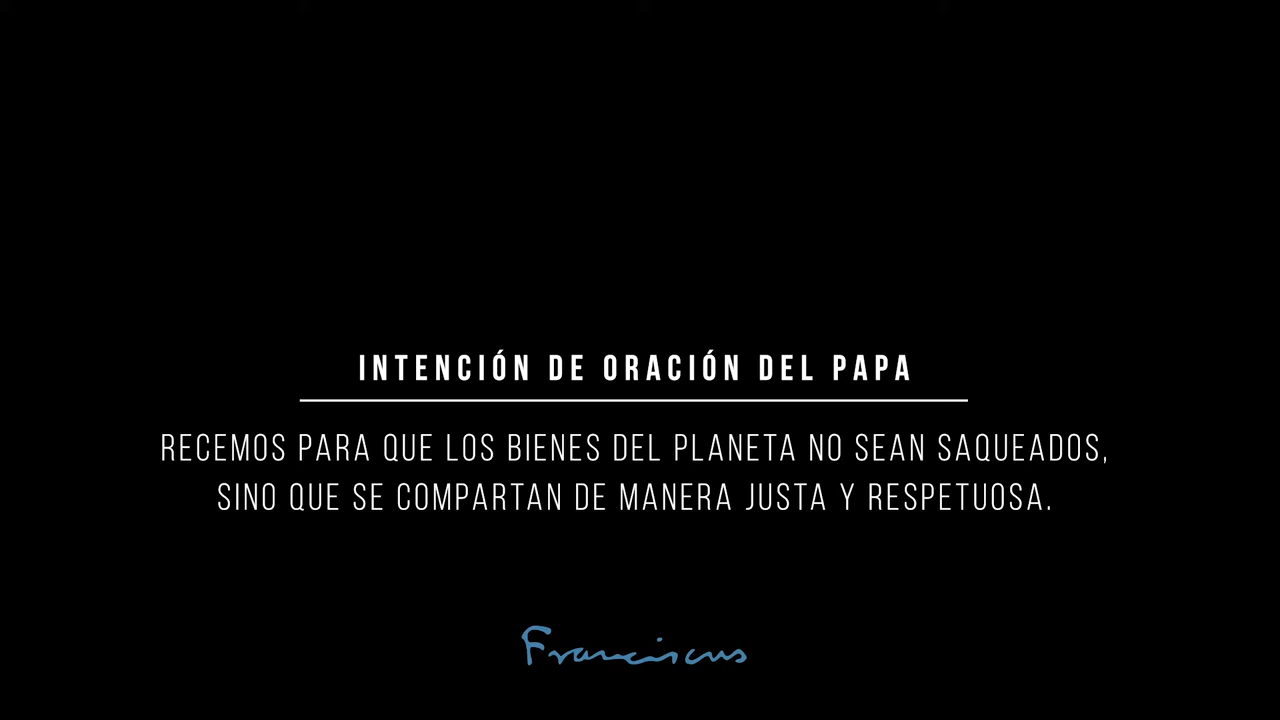 INTENCIÓN DE ORACIÓN DEL PAPA
RECEMOS PARA QUE LOS BIENES DEL PLANETA NO SEAN SAQUEADOS,
SINO QUE SE COMPARTAN DE MANERA JUSTA Y RESPETUOSA.
Franciscus